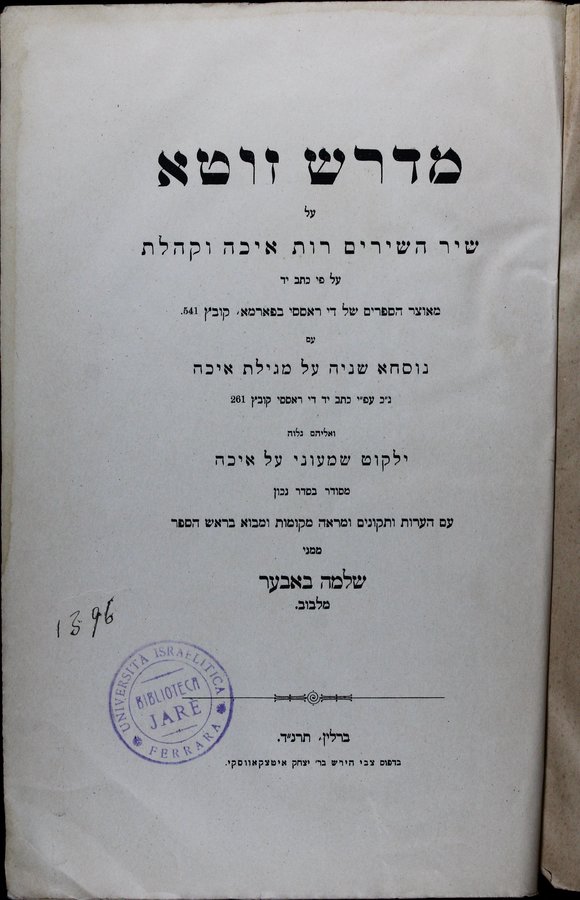 מדרש זוטא
על
שיר השירים רות איכה וקהלת
על פי כתב יד
מאוצר הספרים של די ראססי בפארמא, קובץ 541.
עם
נוסחא שניה על מגילת איכה
ג״כ עפ״י כתב יד די ראססי קובץ 261
ואליהם נלוה
ילקוט שמעוני על איכה
מסודר בסדר נכון
עם הערות ותקונים ומראה מקומות ומבוא בראש הספר
ממני
שלמה באבער
מלבוב.
1396
UNIVERSITÀ ISRAELITICA
BIBLIOTECA
JARÈ
FERRARA
ברלין, תרנ״ד.
בדפוס צבי הירש בר׳ יצחק איטצקאווסקי.